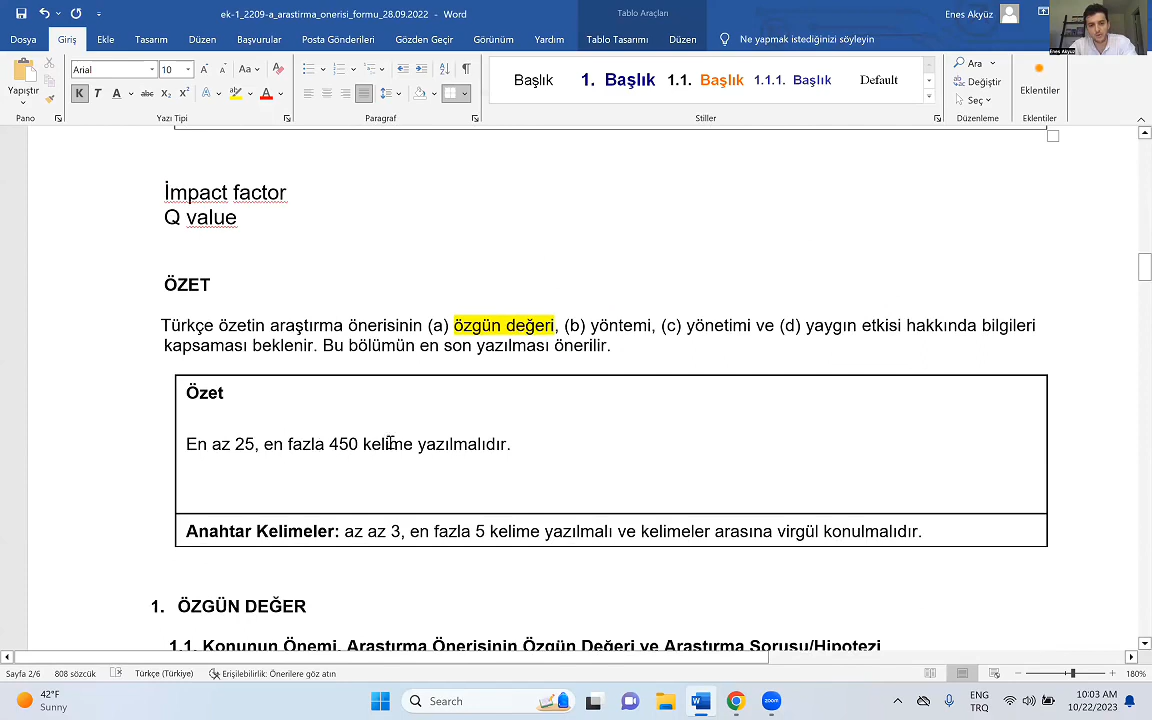 ek-1_2209-a_arastirma_onerisi_formu_28.09.2022 - Word
Tablo Araçları
Enes Akyüz
Dosya Giriş Ekle Tasarım Düzen Başvurular Posta Gönderileri Gözden Geçir Görünüm Yardım Tablo Tasarımı Düzen Ne yapmak istediğinizi söyleyin
Enes Akyüz
Yapıştır
Arial 10
Başlık 1. Başlık 1.1. Başlık 1.1.1. Başlık Default
Ara
Değiştir
Seç
Eklentiler
Pano Yazı Tipi Paragraf Stiller Düzenleme Eklentiler
İmpact factor
Q value
ÖZET
Türkçe özetin araştırma önerisinin (a) özgün değeri, (b) yöntemi, (c) yönetimi ve (d) yaygın etkisi hakkında bilgileri
kapsaması beklenir. Bu bölümün en son yazılması önerilir.
Özet
En az 25, en fazla 450 kelime yazılmalıdır.
Anahtar Kelimeler: az az 3, en fazla 5 kelime yazılmalı ve kelimeler arasına virgül konulmalıdır.
1. ÖZGÜN DEĞER
1.1. Konunun Önemi, Araştırma Önerisinin Özgün Değeri ve Araştırma Sorusu/Hipotezi
Sayfa 2/6 808 sözcük Türkçe (Türkiye) Erişilebilirlik: Önerilere göz atın 180%
42°F
Sunny
Search
ENG
TRQ
10:03 AM
10/22/2023